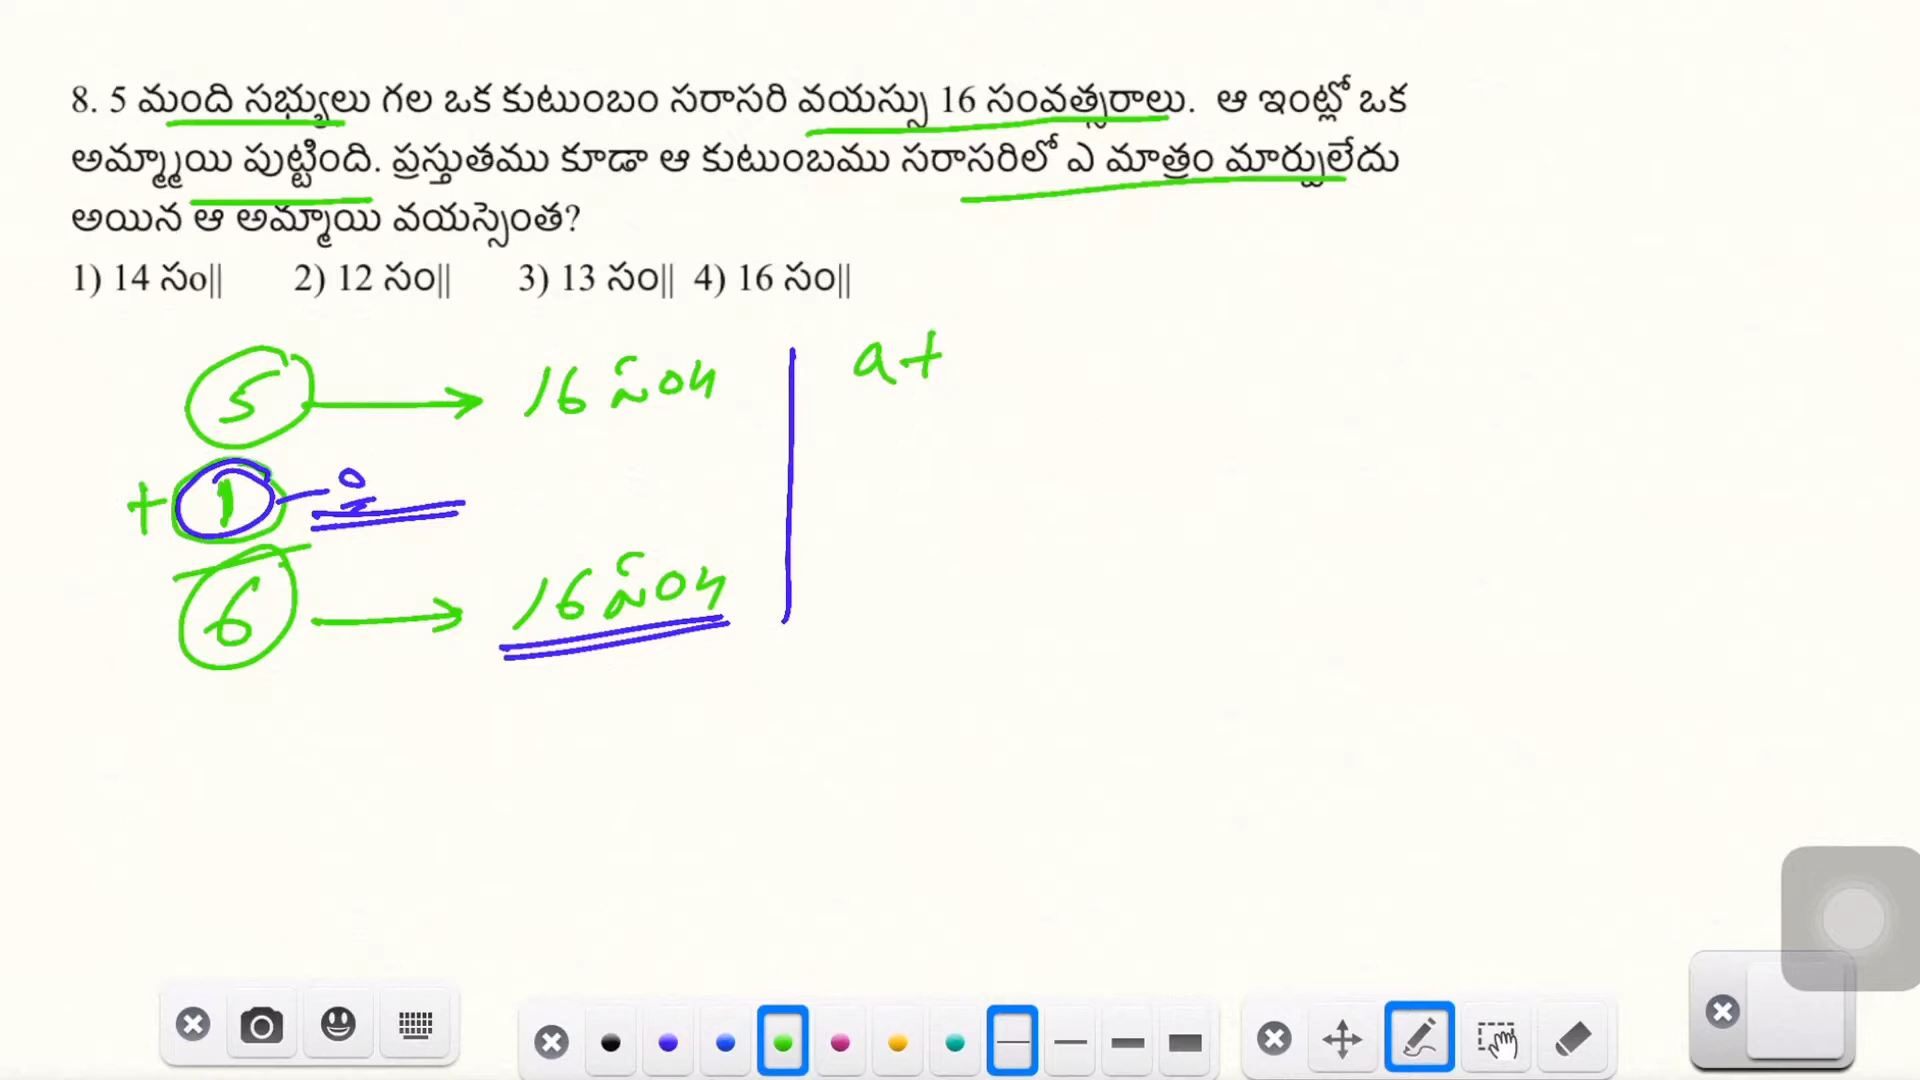 8. 5 మంది సభ్యులు గల ఒక కుటుంబం సరాసరి వయస్సు 16 సంవత్సరాలు. ఆ ఇంట్లో ఒక
అమ్మాయి పుట్టింది. ప్రస్తుతము కూడా ఆ కుటుంబము సరాసరిలో ఎ మాత్రం మార్పులేదు
అయిన ఆ అమ్మాయి వయస్సెంత?
1) 14 సం|| 2) 12 సం|| 3) 13 సం|| 4) 16 సం||
5 16 a+
+ 1
6 16